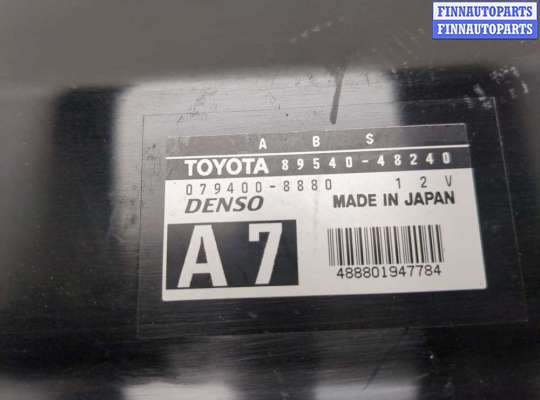 FINNAUTOPARTS
FINNAUTOPARTS
A B S
TOYOTA 89540-48240
079400-8880 12V
DENSO MADE IN JAPAN
A7
488801947784